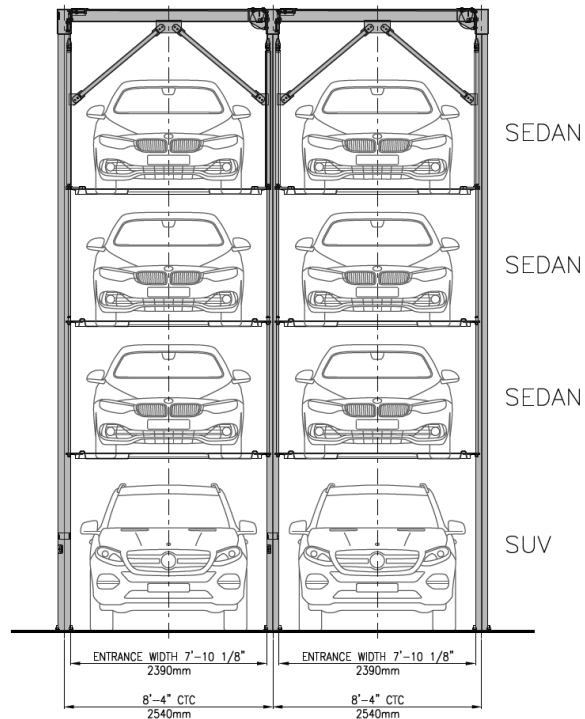 SEDAN
SEDAN
SEDAN
SUV
ENTRANCE WIDTH 7'-10 1/8" ENTRANCE WIDTH 7'-10 1/8"
2390mm 2390mm
8'-4" CTC 8'-4" CTC
2540mm 2540mm